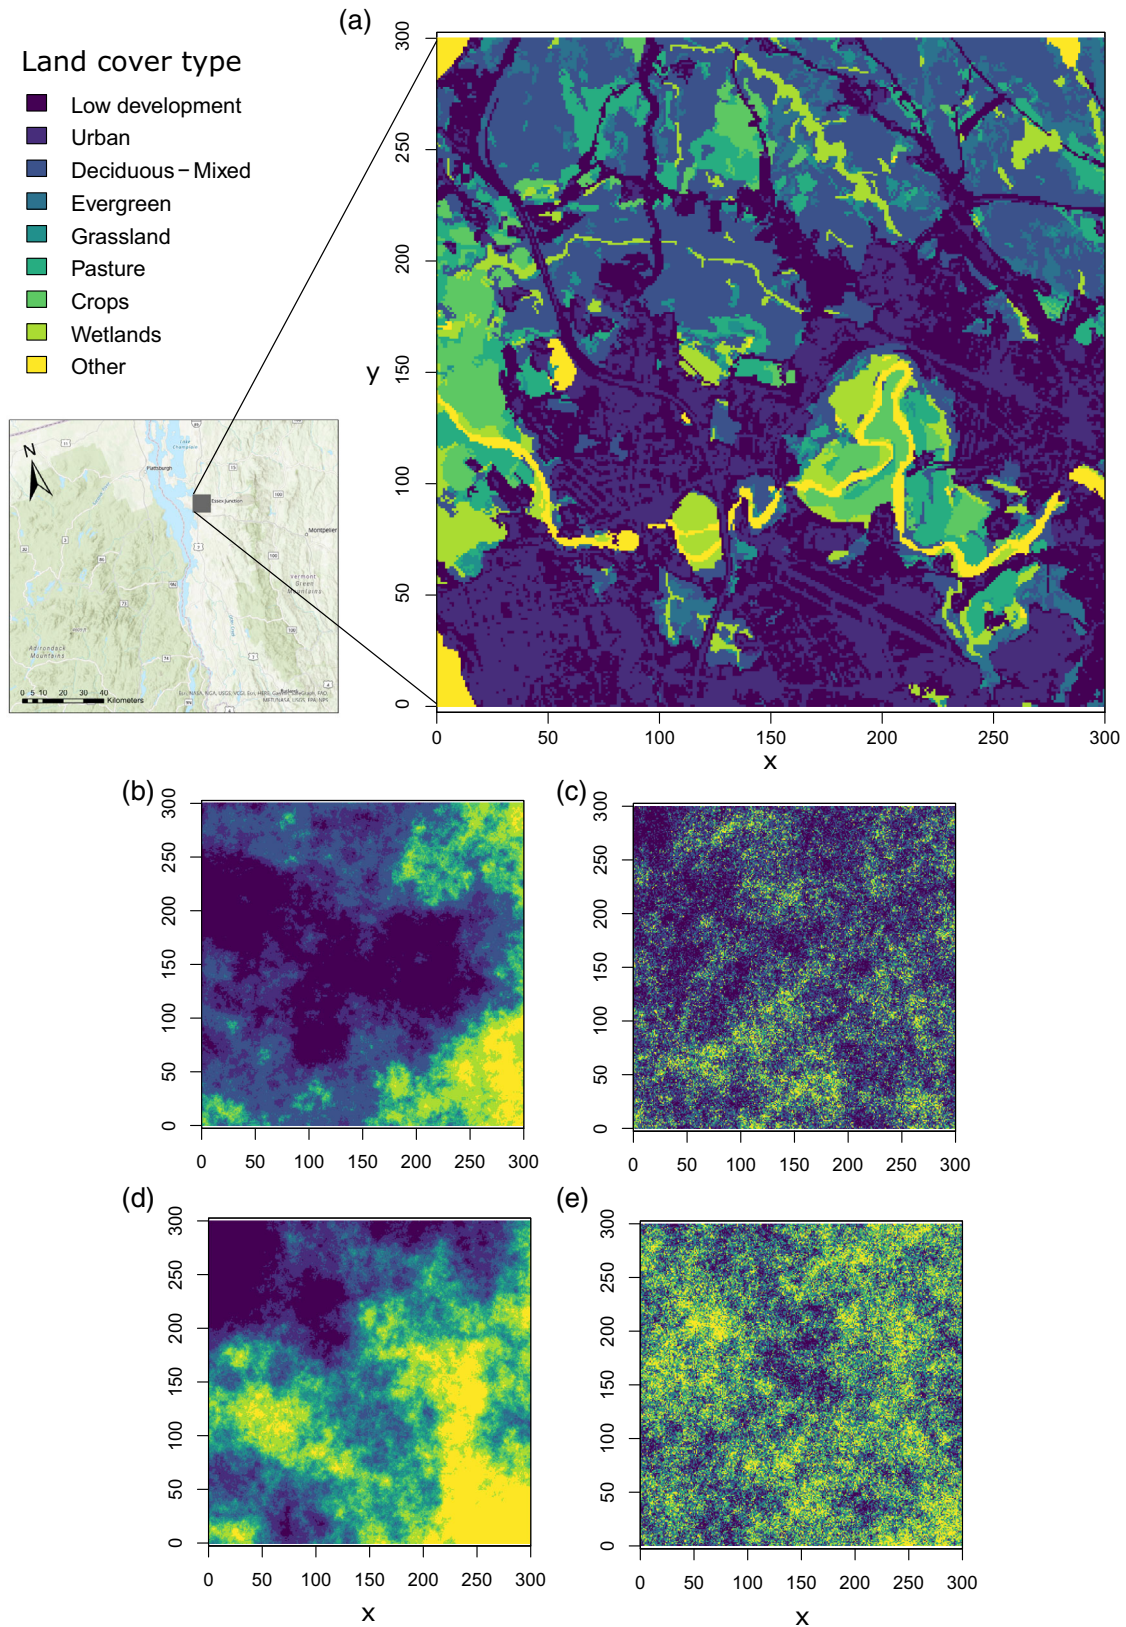 (a)
Land cover type
Low development
Urban
Deciduous – Mixed
Evergreen
Grassland
Pasture
Crops
Wetlands
Other
300
250
200
150
100
50
0
y
0 50 100 150 200 250 300
x
N
Lake
Champlain
Plattsburgh
Essex Junction
Montpelier
Vermont
Green
Mountains
Adirondack
Mountains
0 5 10 20 30 40
Kilometers
(b)
300
250
200
150
100
50
0
0 50 100 150 200 250 300
(c)
300
250
200
150
100
50
0
0 50 100 150 200 250 300
(d)
300
250
200
150
100
50
0
0 50 100 150 200 250 300
x
(e)
300
250
200
150
100
50
0
0 50 100 150 200 250 300
x